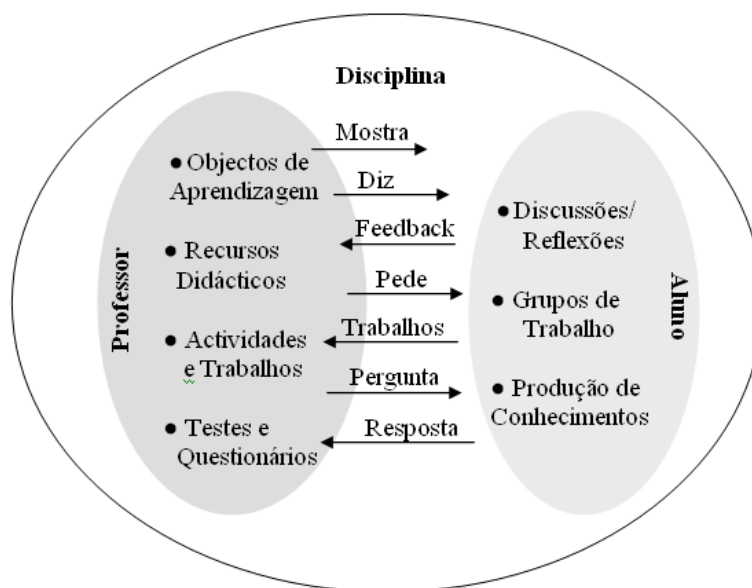 Disciplina
Professor
● Objectos de
Aprendizagem
● Recursos
Didácticos
● Actividades
e Trabalhos
● Testes e
Questionários
Mostra
Diz
Feedback
Pede
Trabalhos
Pergunta
Resposta
● Discussões/
Reflexões
● Grupos de
Trabalho
● Produção de
Conhecimentos
Aluno